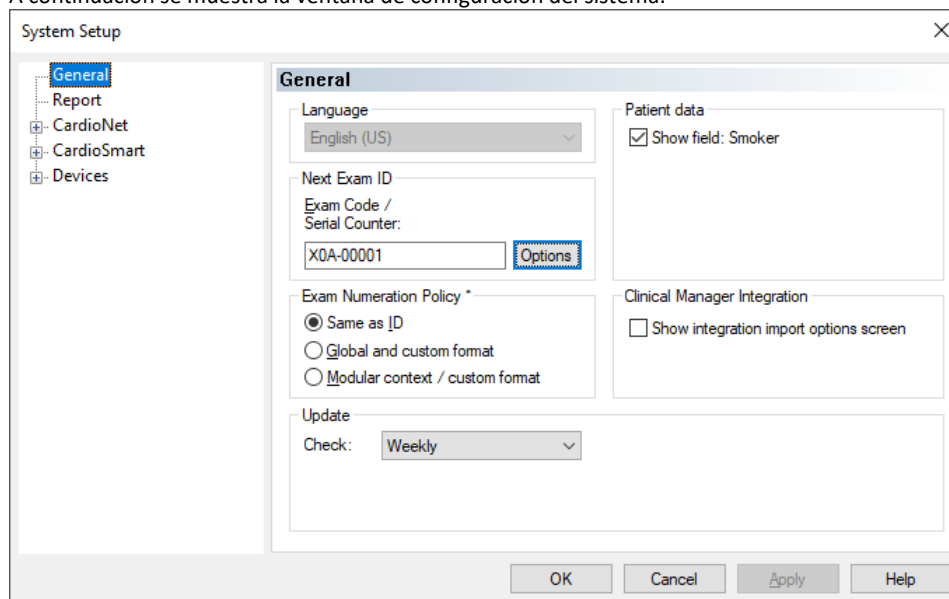 A continuación se muestra la ventana de configuración del sistema:
System Setup
General
Report
CardioNet
CardioSmart
Devices
General
Language
English (US)
Next Exam ID
Exam Code /
Serial Counter:
X0A-00001
Options
Exam Numeration Policy *
Same as ID
Global and custom format
Modular context / custom format
Patient data
Show field: Smoker
Clinical Manager Integration
Show integration import options screen
Update
Check:
Weekly
OK
Cancel
Apply
Help